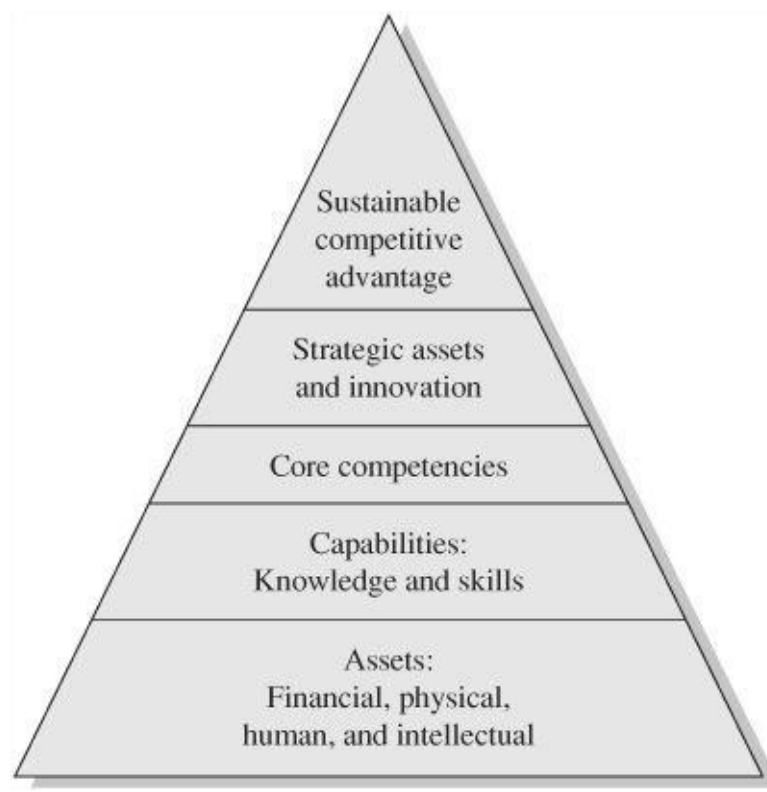 Sustainable
competitive
advantage
Strategic assets
and innovation
Core competencies
Capabilities:
Knowledge and skills
Assets:
Financial, physical,
human, and intellectual